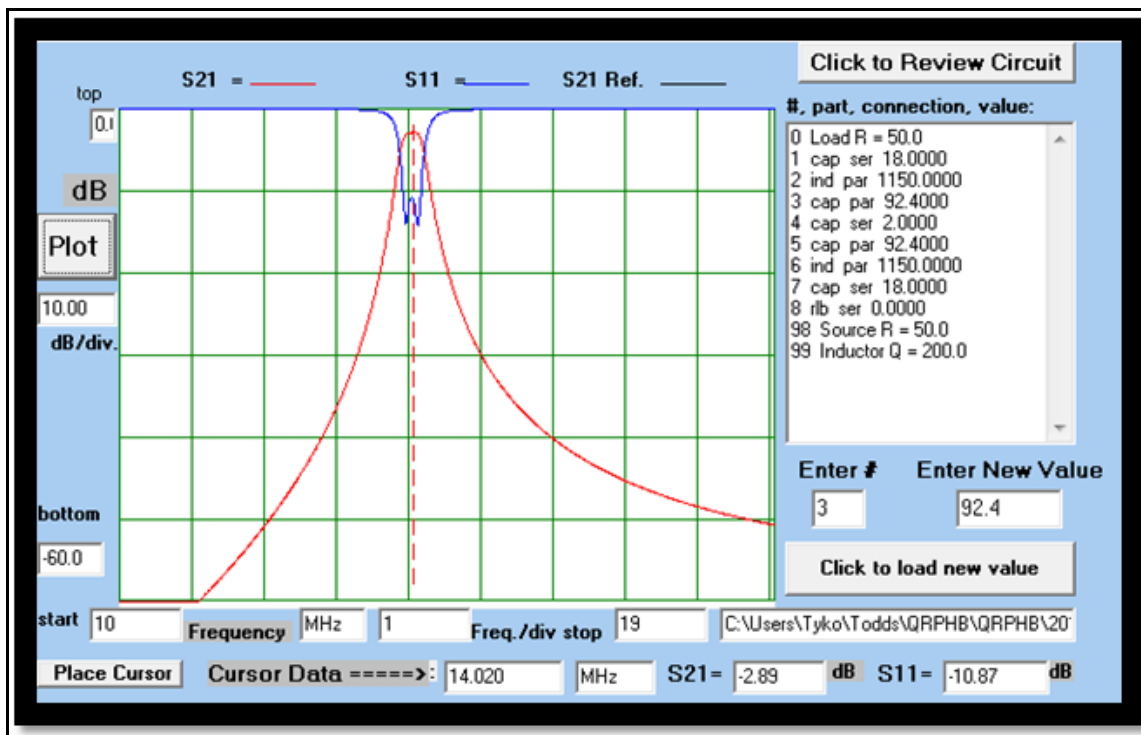 Click to Review Circuit
S21 =
S11 =
S21 Ref.
top
#, part, connection, value:
0 Load R = 50.0
1 cap ser 18.0000
2 ind par 1150.0000
3 cap par 92.4000
4 cap ser 2.0000
5 cap par 92.4000
6 ind par 1150.0000
7 cap ser 18.0000
8 rlb ser 0.0000
98 Source R = 50.0
99 Inductor Q = 200.0
dB
Plot
10.00
dB/div.
Enter #
Enter New Value
3
92.4
bottom
-60.0
Click to load new value
start
10
Frequency
MHz
1
Freq./div
stop
19
C:\Users\Tyko\Todds\QRPHB\QRPHB\20
Place Cursor
Cursor Data =====>:
14.020
MHz
S21=
-2.89
dB
S11=
-10.87
dB